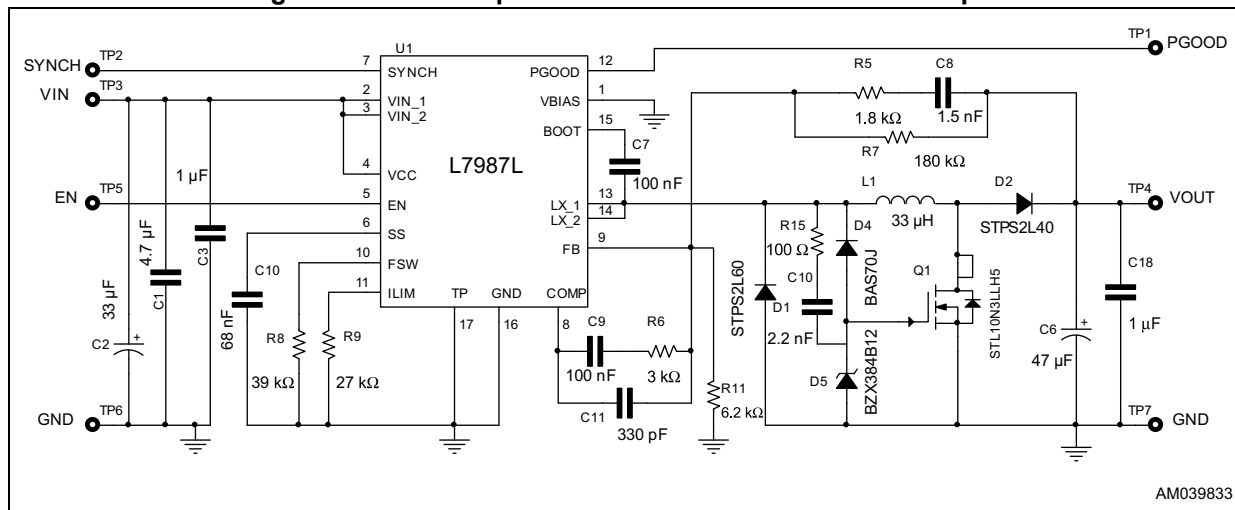 U1
TP1
PGOOD
SYNCH
TP2
7
SYNCH
PGOOD
12
VIN
TP3
2
VIN_1
3
VIN_2
VBIAS
1
BOOT
15
R5
C8
1.8 kΩ
1.5 nF
R7
180 kΩ
C7
100 nF
4
VCC
L7987L
1 µF
EN
TP5
5
EN
LX_1
13
LX_2
14
L1
33 µH
D2
STPS2L40
TP4
VOUT
6
SS
FB
9
R15
100 Ω
D4
BAS70J
4.7 µF
C3
C10
10
FSW
11
ILIM
TP
GND
COMP
17
16
8
33 µF
C1
C2
68 nF
R8
R9
39 kΩ
27 kΩ
C9
R6
100 nF
3 kΩ
C11
330 pF
R11
6.2 kΩ
STPS2L60
D1
C10
2.2 nF
D5
BZX384B12
Q1
STL10N3LLH5
C6
47 µF
C18
1 µF
GND
TP6
TP7
GND
AM039833